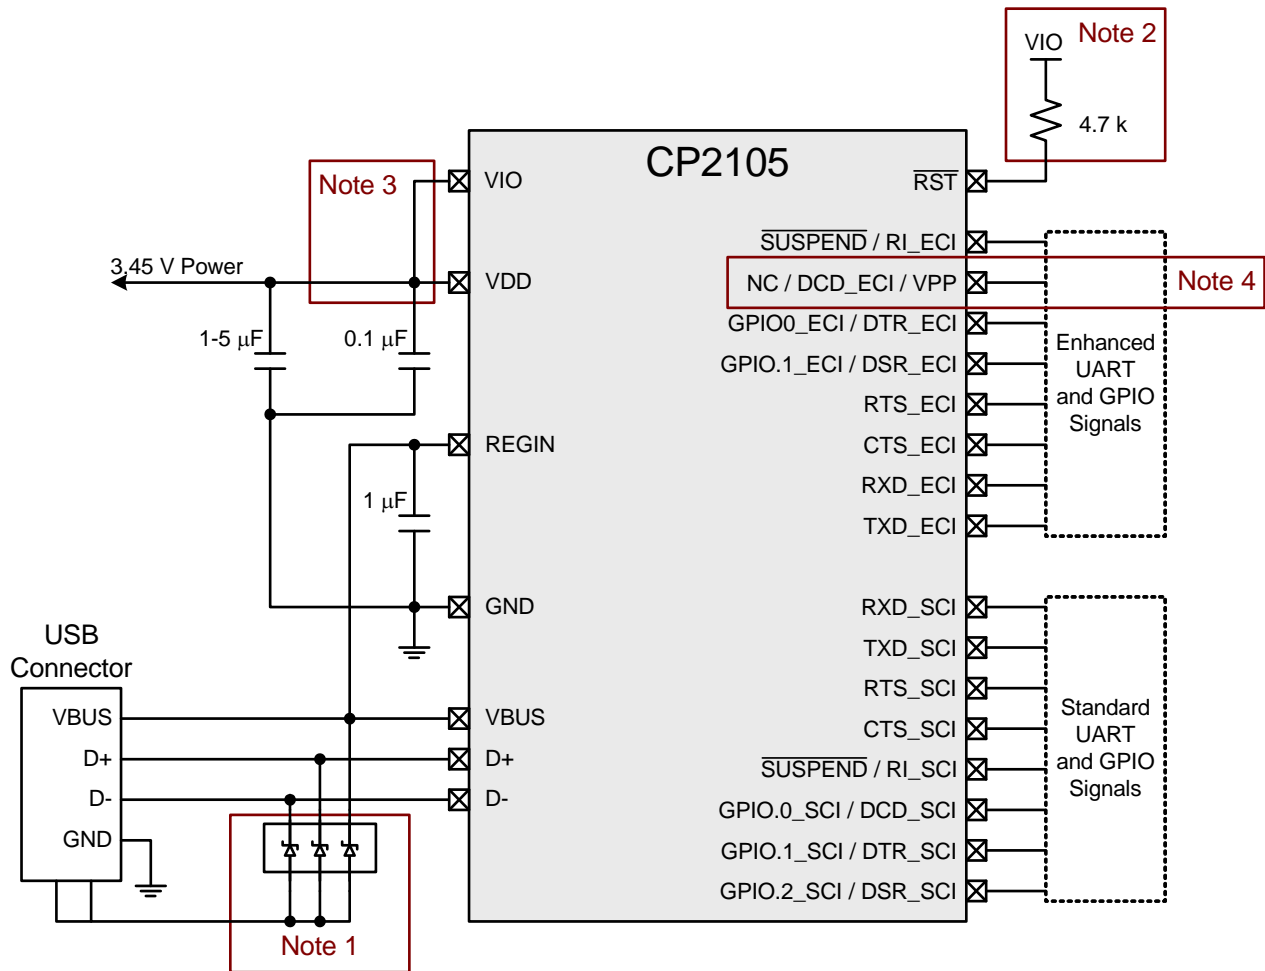 CP2105
Note 2
VIO
4.7 k
Note 3
VIO
3.45 V Power
VDD
1-5 μF
0.1 μF
REGIN
1 μF
GND
USB
Connector
VBUS
D+
D-
GND
VBUS
D+
D-
Note 1
RST
SUSPEND / RI_ECI
NC / DCD_ECI / VPP
Note 4
GPIO0_ECI / DTR_ECI
GPIO.1_ECI / DSR_ECI
RTS_ECI
CTS_ECI
RXD_ECI
TXD_ECI
Enhanced
UART
and GPIO
Signals
RXD_SCI
TXD_SCI
RTS_SCI
CTS_SCI
SUSPEND / RI_SCI
GPIO.0_SCI / DCD_SCI
GPIO.1_SCI / DTR_SCI
GPIO.2_SCI / DSR_SCI
Standard
UART
and GPIO
Signals